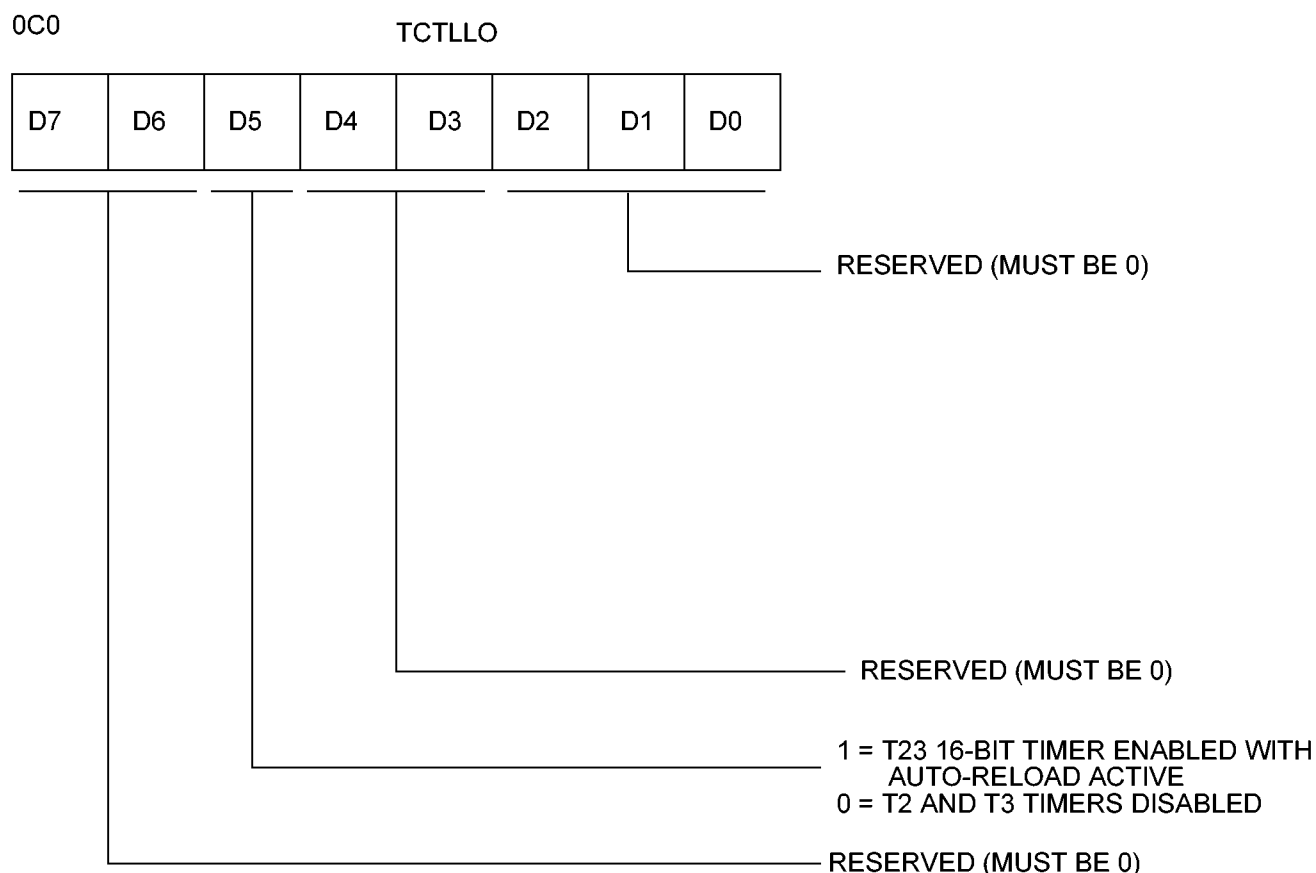 0C0
TCTLLO
D7 D6 D5 D4 D3 D2 D1 D0
RESERVED (MUST BE 0)
RESERVED (MUST BE 0)
1 = T23 16-BIT TIMER ENABLED WITH
AUTO-RELOAD ACTIVE
0 = T2 AND T3 TIMERS DISABLED
RESERVED (MUST BE 0)